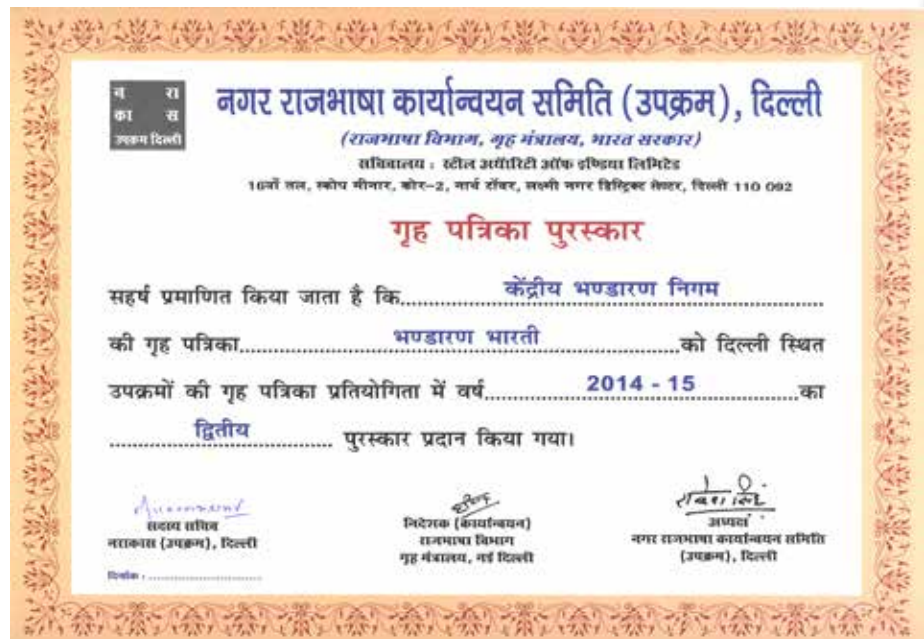 न रा
का स
उपक्रम दिल्ली
नगर राजभाषा कार्यान्वयन समिति (उपक्रम), दिल्ली
(राजभाषा विभाग, गृह मंत्रालय, भारत सरकार)
सचिवालय : स्टील अथॅारिटी ऑफ इण्डिया लिमिटेड
16वाँ तल, स्कोप मीनार, कोर-2, नार्थ टॉवर, लक्ष्मी नगर डिस्ट्रिक्ट सेण्टर, दिल्ली 110 092
गृह पत्रिका पुरस्कार
सहर्ष प्रमाणित किया जाता है कि केंद्रीय भण्डारण निगम
की गृह पत्रिका भण्डारण भारती को दिल्ली स्थित
उपक्रमों की गृह पत्रिका प्रतियोगिता में वर्ष 2014 - 15 का
द्वितीय पुरस्कार प्रदान किया गया।
सदस्य सचिव
नराकास (उपक्रम), दिल्ली
दिनांक :
निदेशक (कार्यान्वयन)
राजभाषा विभाग
गृह मंत्रालय, नई दिल्ली
अध्यक्ष
नगर राजभाषा कार्यान्वयन समिति
(उपक्रम), दिल्ली